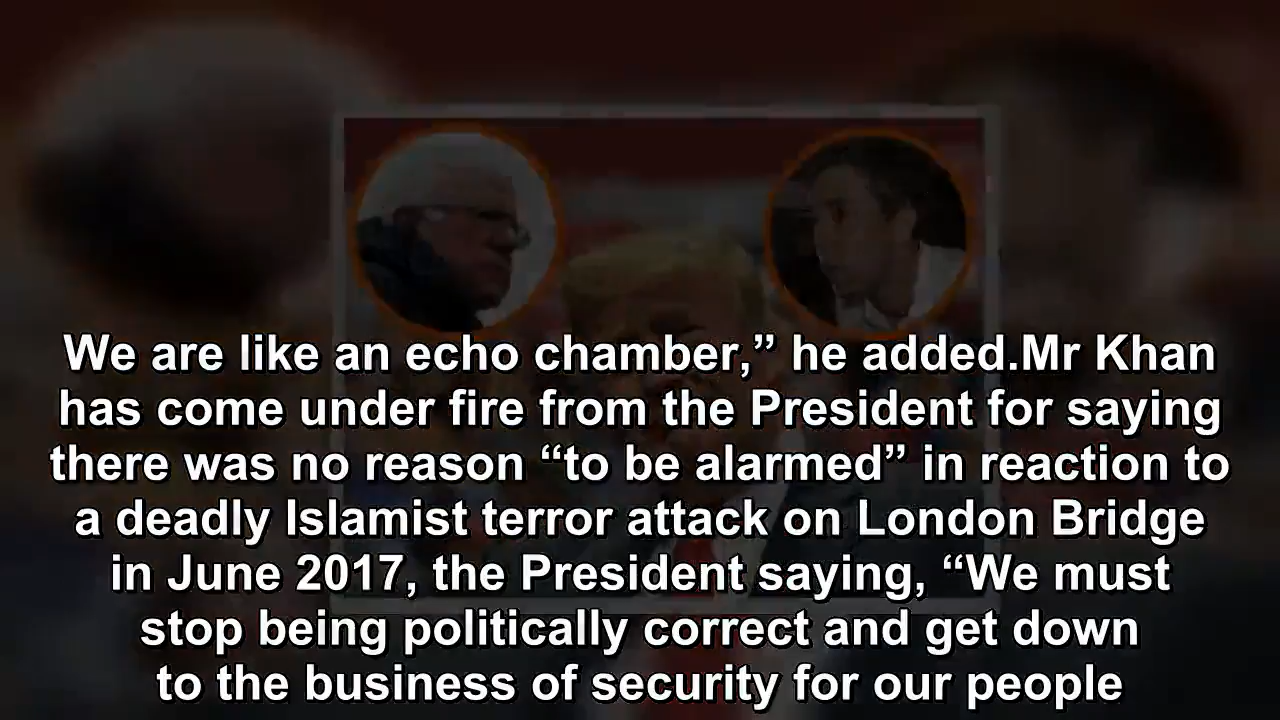 We are like an echo chamber,” he added.Mr Khan
has come under fire from the President for saying
there was no reason “to be alarmed” in reaction to
a deadly Islamist terror attack on London Bridge
in June 2017, the President saying, “We must
stop being politically correct and get down
to the business of security for our people